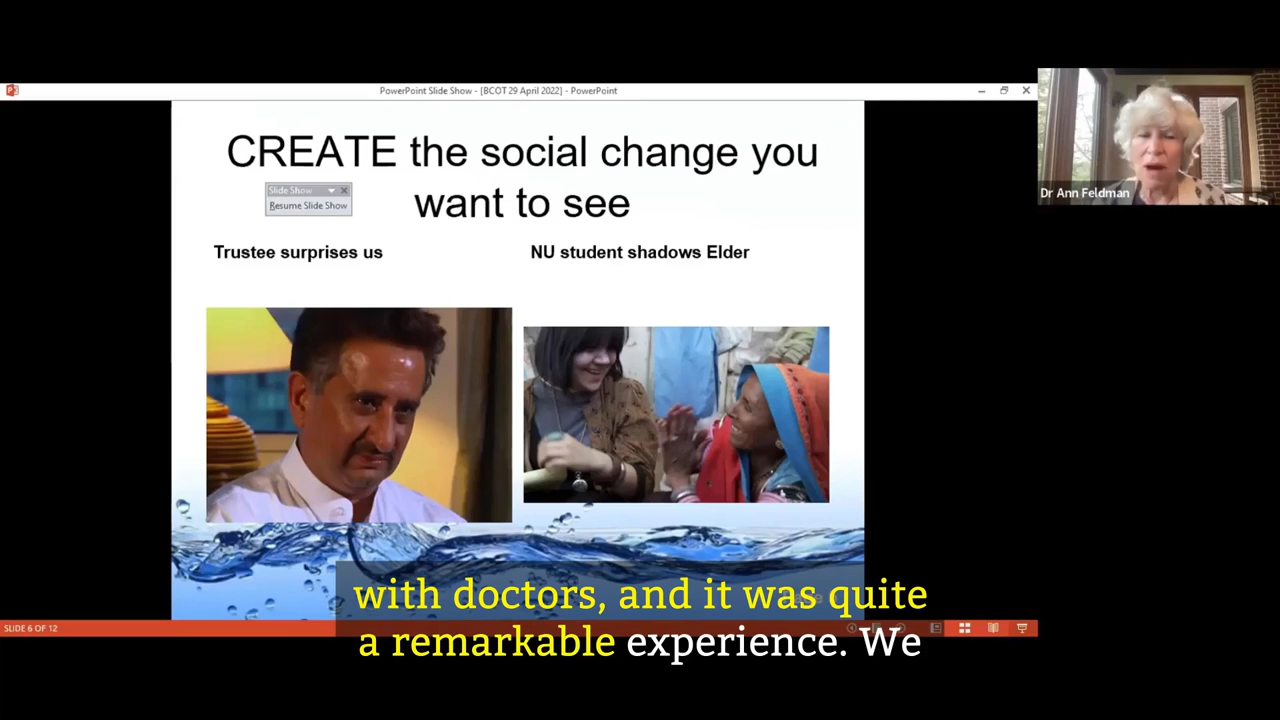 PowerPoint Slide Show - [BCOT 29 April 2022] - PowerPoint
CREATE the social change you
want to see
Slide Show
Resume Slide Show
Trustee surprises us
NU student shadows Elder
Dr Ann Feldman
with doctors, and it was quite
a remarkable experience. We
SLIDE 6 OF 12